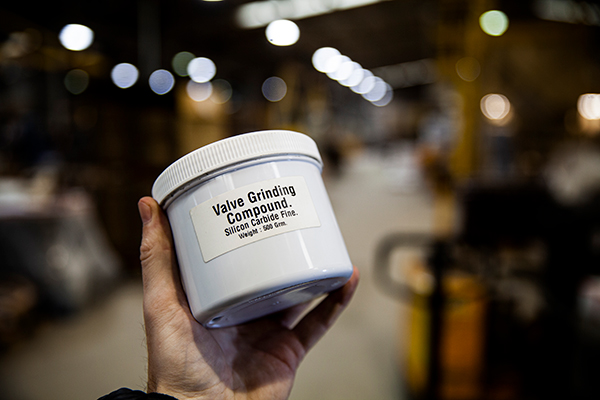 Valve Grinding
Compound.
Silicon Carbide Fine.
Weight : 500 Grm.